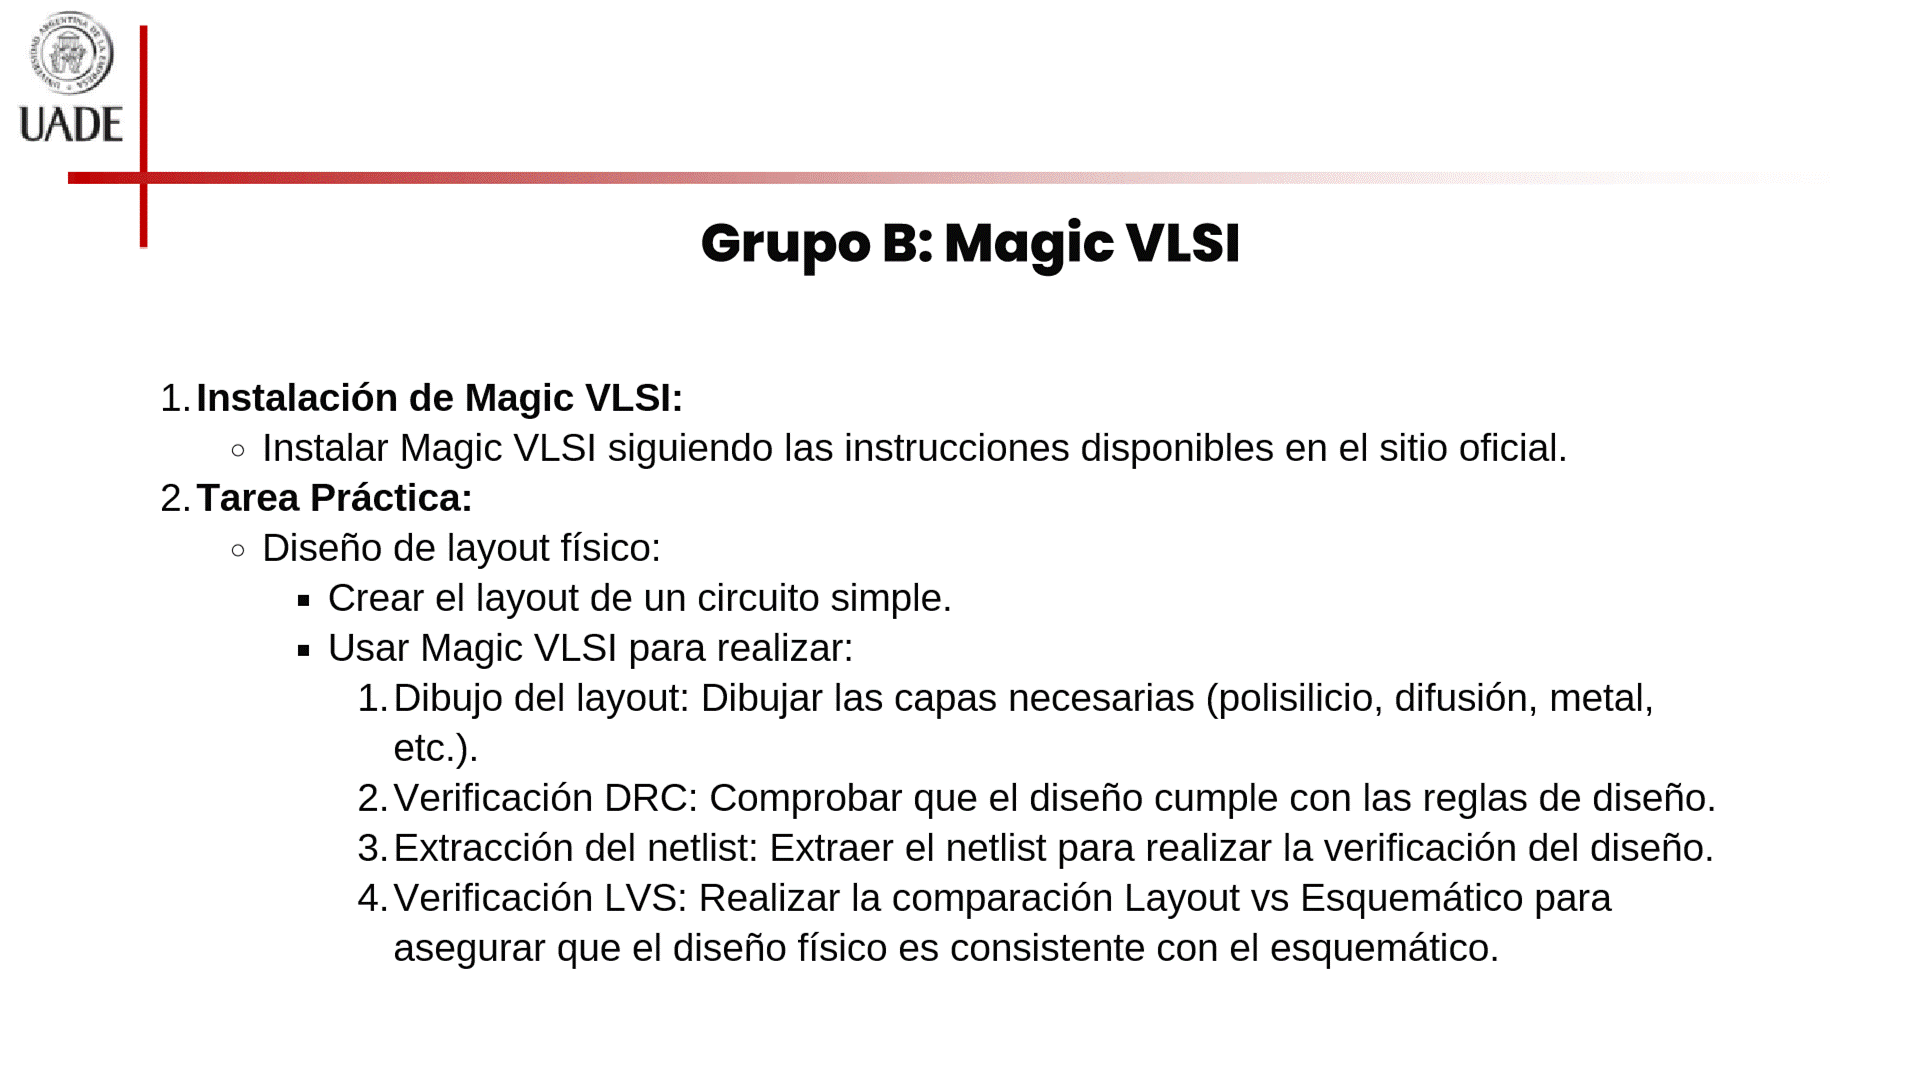 UNIVERSIDAD ARGENTINA DE LA EMPRESA
UADE
Grupo B: Magic VLSI
1. Instalación de Magic VLSI:
○ Instalar Magic VLSI siguiendo las instrucciones disponibles en el sitio oficial.
2. Tarea Práctica:
○ Diseño de layout físico:
▪ Crear el layout de un circuito simple.
▪ Usar Magic VLSI para realizar:
1. Dibujo del layout: Dibujar las capas necesarias (polisilicio, difusión, metal,
etc.).
2. Verificación DRC: Comprobar que el diseño cumple con las reglas de diseño.
3. Extracción del netlist: Extraer el netlist para realizar la verificación del diseño.
4. Verificación LVS: Realizar la comparación Layout vs Esquemático para
asegurar que el diseño físico es consistente con el esquemático.